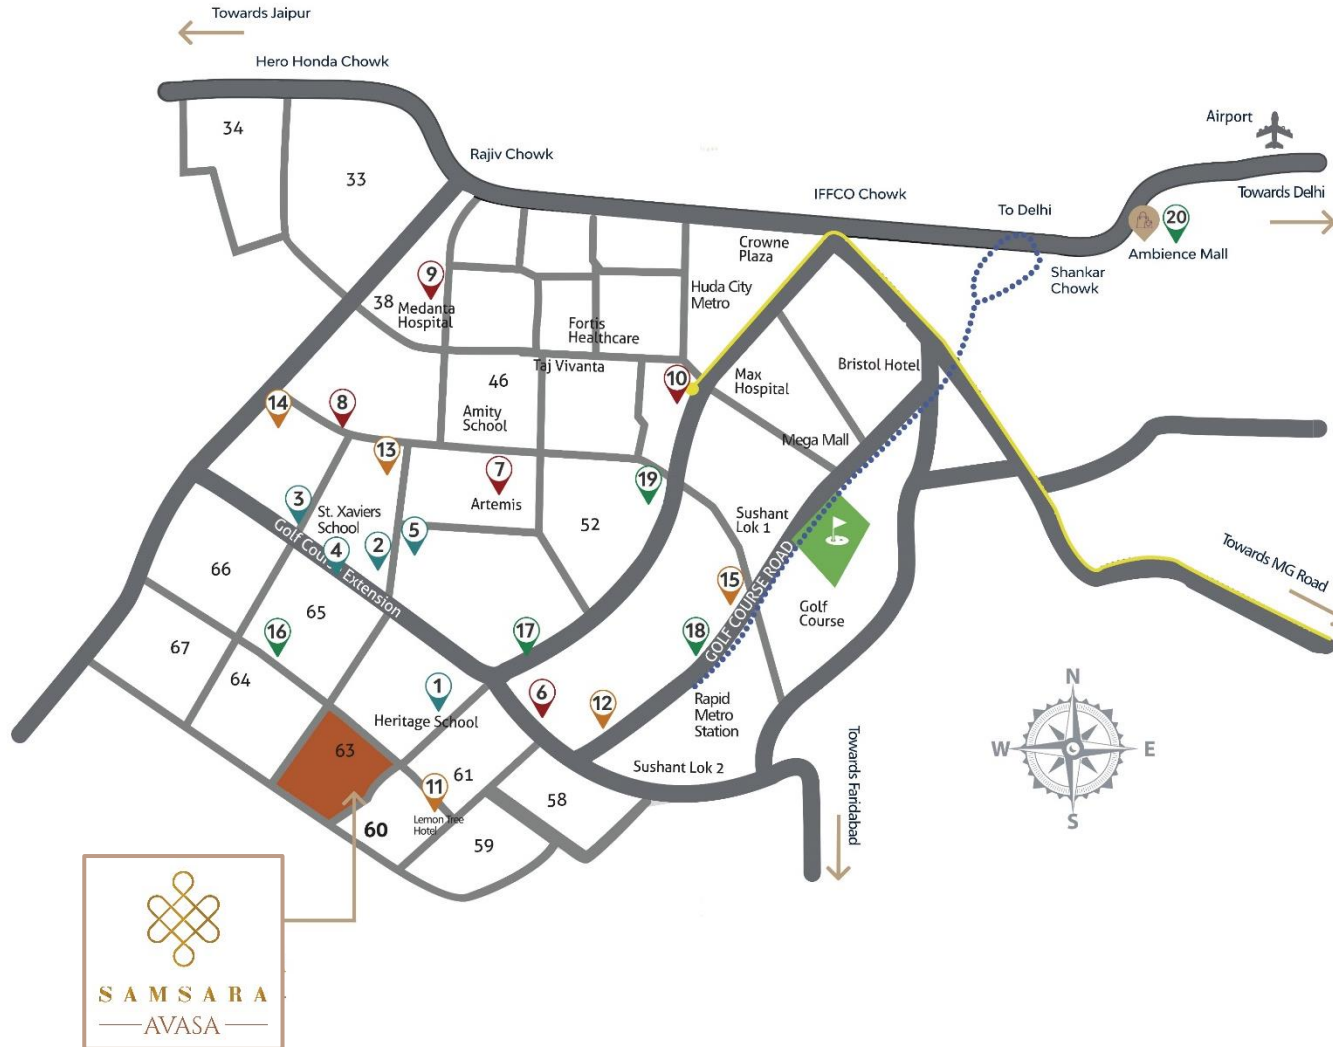 Towards Jaipur
Hero Honda Chowk
34
33
Rajiv Chowk
Airport
IFFCO Chowk
To Delhi
Towards Delhi
20
Ambience Mall
Shankar
Chowk
Crowne
Plaza
9
38
Medanta
Hospital
Huda City
Metro
Fortis
Healthcare
Taj Vivanta
Bristol Hotel
Max
Hospital
10
46
Amity
School
14
8
13
Mega Mall
7
Artemis
19
3
St. Xaviers
School
52
Sushant
Lok 1
5
2
4
Golf Cour
Extension
66
65
15
Golf
Course
GOLF COURSE ROAD
Towards MG Road
67
16
17
18
64
1
Heritage School
6
12
Rapid
Metro
Station
N
W
E
S
63
61
Sushant Lok 2
Towards Faridabad
11
Lemon Tree
Hotel
58
60
59
SAMSARA
AVASA